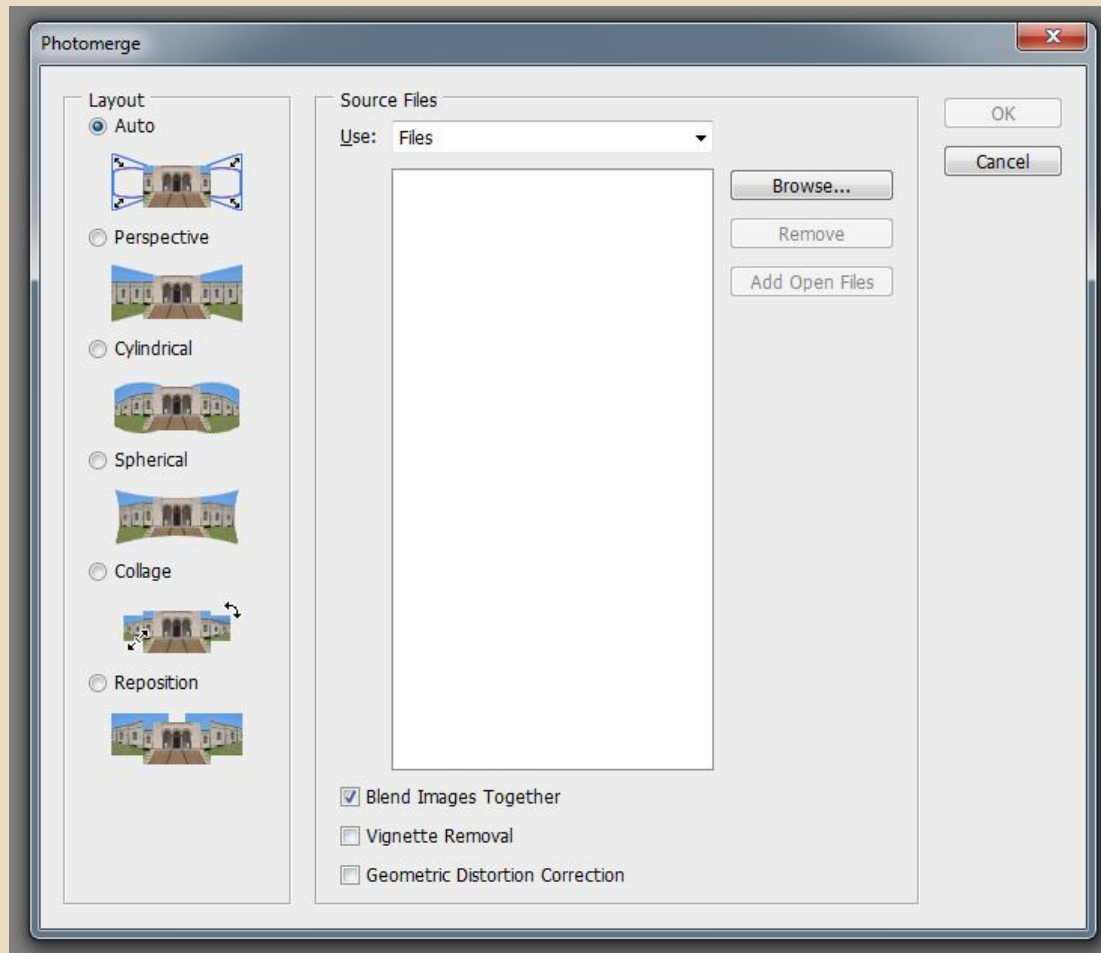 Photomerge
Layout
Auto
Perspective
Cylindrical
Spherical
Collage
Reposition
Source Files
Use: Files
Browse...
Remove
Add Open Files
Blend Images Together
Vignette Removal
Geometric Distortion Correction
OK
Cancel